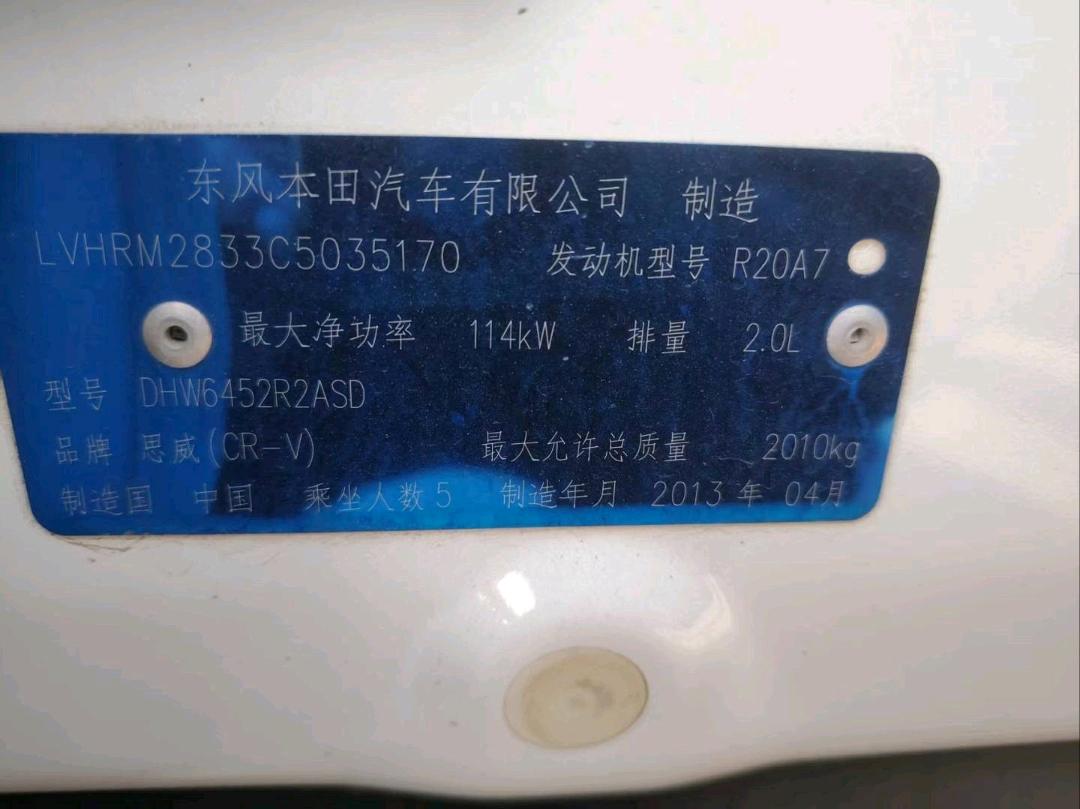 东风本田汽车有限公司 制造
LVHRM2833C5035170 发动机型号 R20A7
最大净功率 114kW 排量 2.0L
型号 DHW6452R2ASD
品牌 思威(CR-V) 最大允许总质量 2010kg
制造国 中国 乘坐人数 5 制造年月 2013 年 04月